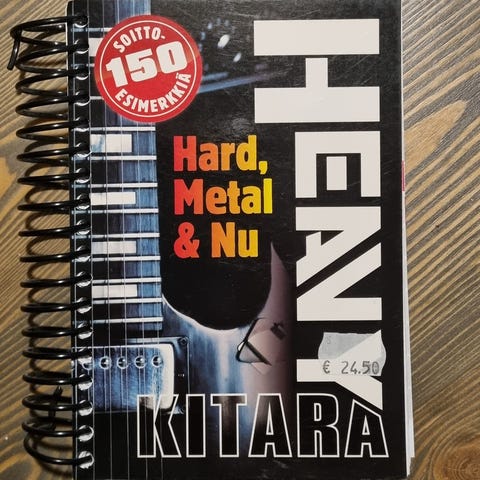 SOITTO-
150
ESIMERKKIÄ
HEAVY
Hard,
Metal
& Nu
€ 24.50
KITARA